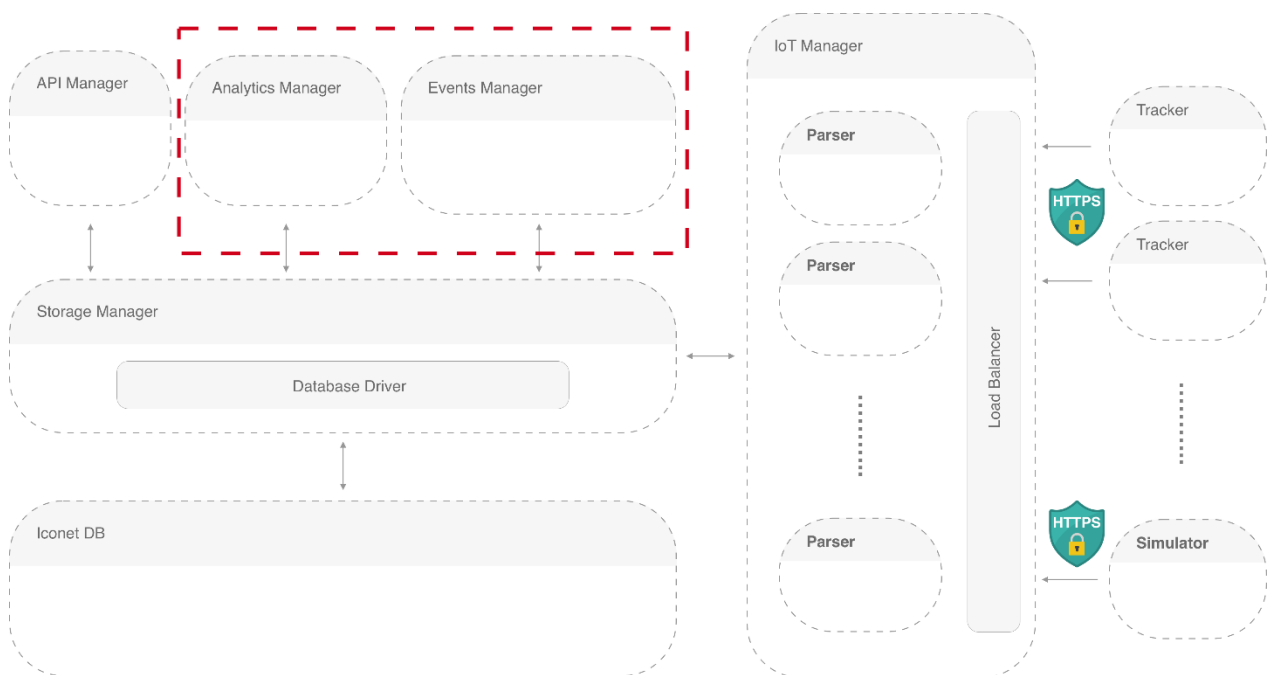 API Manager
Analytics Manager
Events Manager
Storage Manager
Database Driver
Iconet DB
IoT Manager
Parser
Parser
Parser
Load Balancer
Tracker
HTTPS
Tracker
HTTPS
Simulator